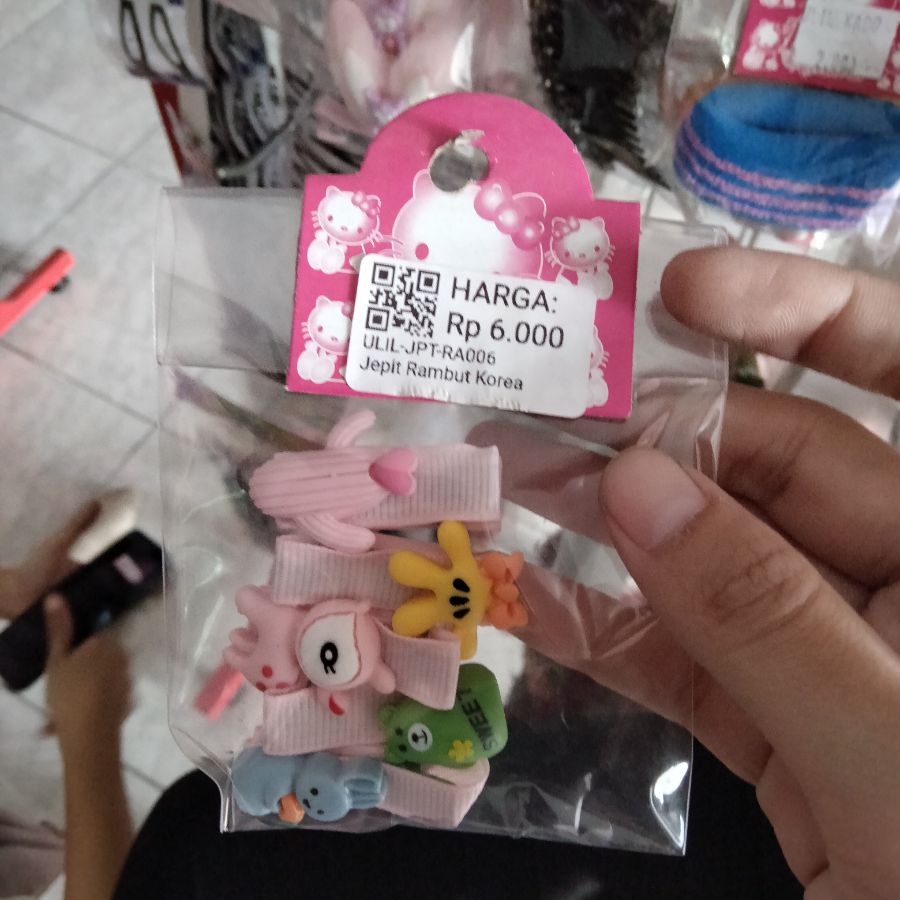 HARGA:
Rp 6.000
ULIL-JPT-RA006
Jepit Rambut Korea
SWEET